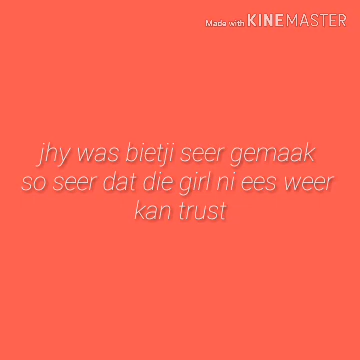 Made with KINEMASTER
jhy was bietji seer gemaak
so seer dat die girl ni ees weer
kan trust